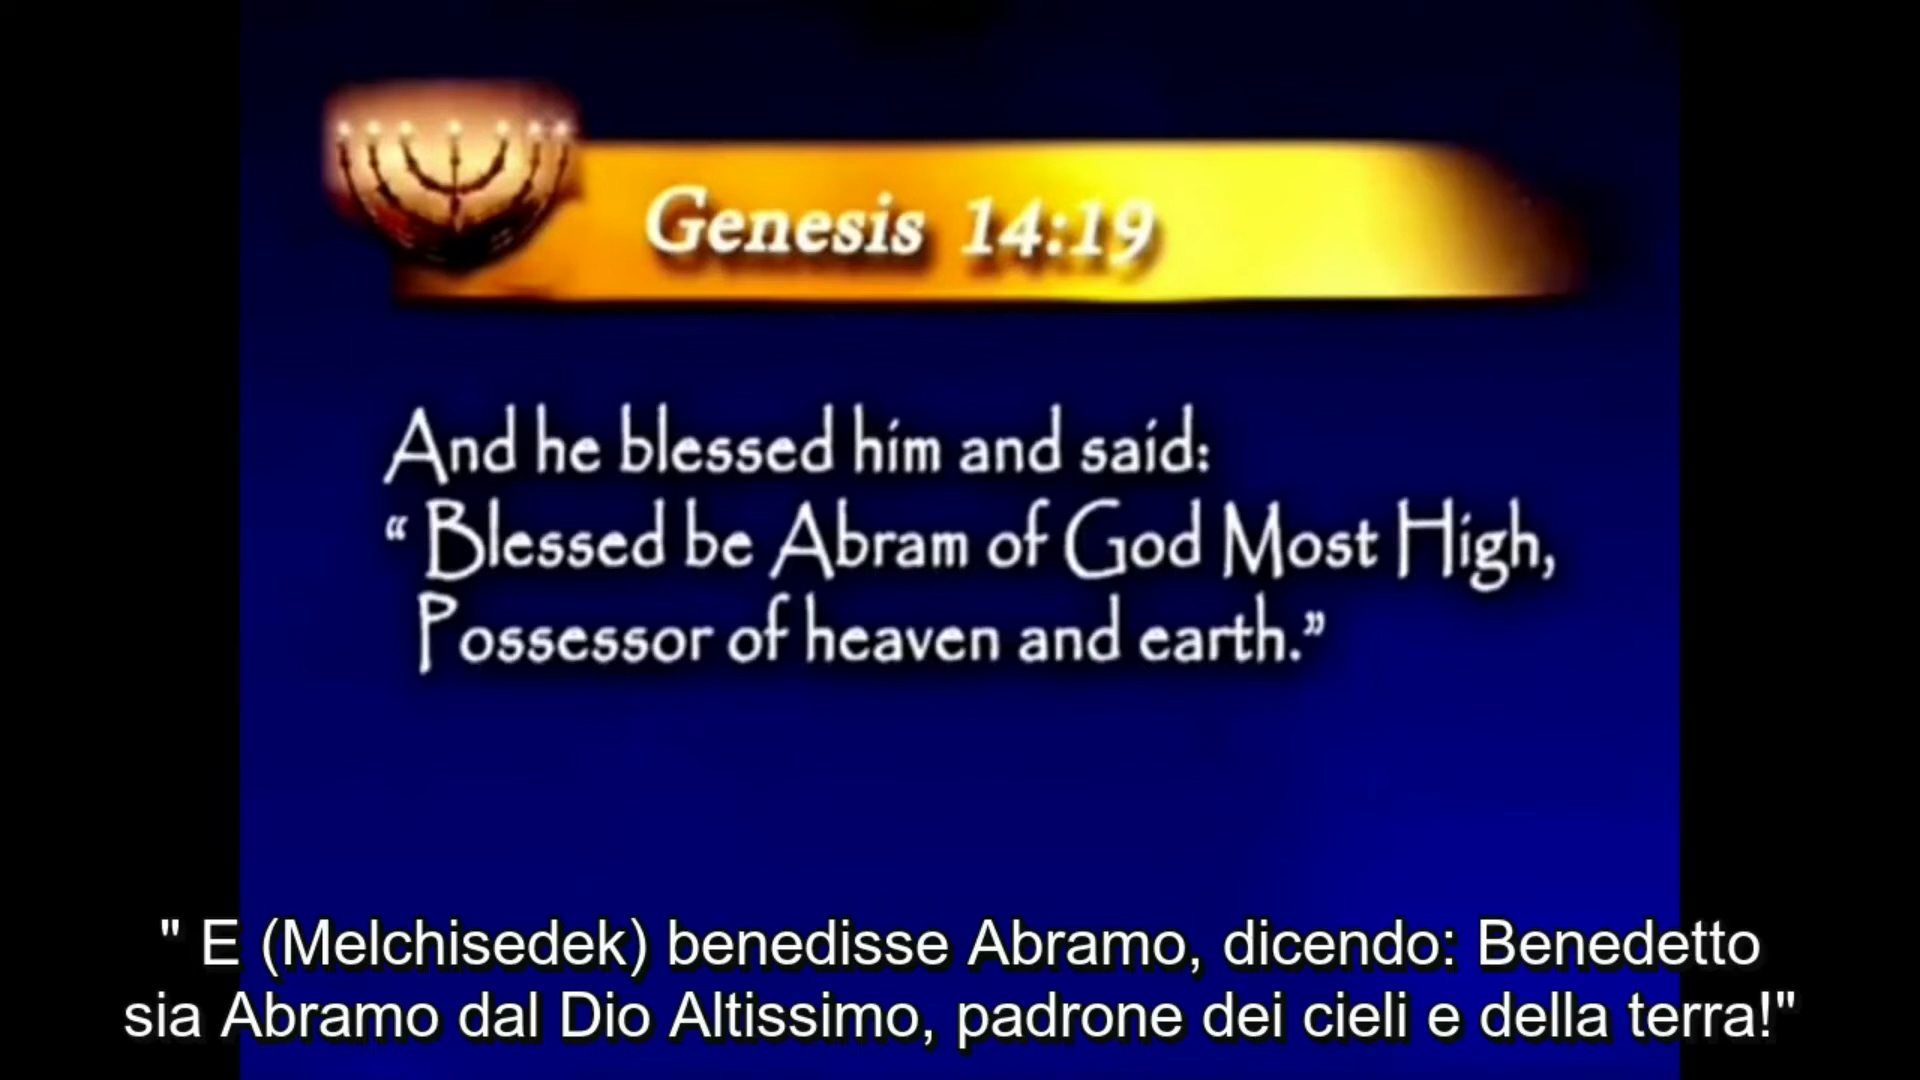 Genesis 14:19
And he blessed him and said:
“ Blessed be Abram of God Most High,
Possessor of heaven and earth.”
" E (Melchisedek) benedisse Abramo, dicendo: Benedetto
sia Abramo dal Dio Altissimo, padrone dei cieli e della terra!"